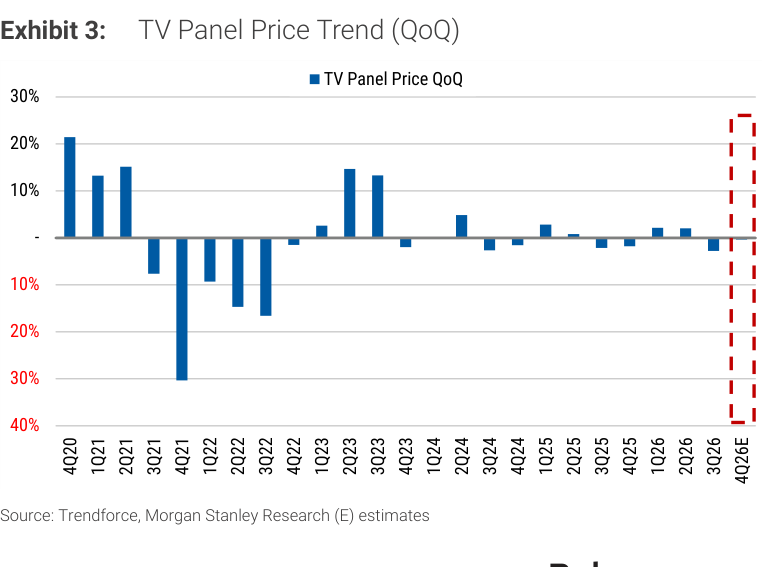 Exhibit 3: TV Panel Price Trend (QoQ)
TV Panel Price QoQ
30%
20%
10%
-
10%
20%
30%
40%
4Q20 1Q21 2Q21 3Q21 4Q21 1Q22 2Q22 3Q22 4Q22 1Q23 2Q23 3Q23 4Q23 1Q24 2Q24 3Q24 4Q24 1Q25 2Q25 3Q25 4Q25 1Q26 2Q26 3Q26 4Q26E
Source: Trendforce, Morgan Stanley Research (E) estimates